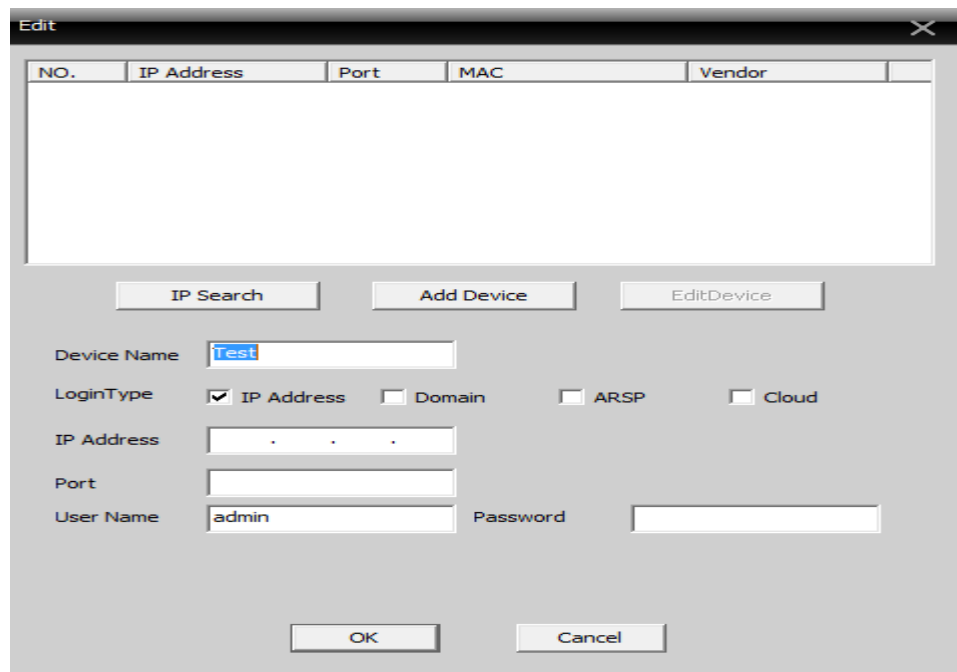 Edit
NO. IP Address Port MAC Vendor
IP Search Add Device EditDevice
Device Name Test
LoginType IP Address Domain ARSP Cloud
IP Address . . .
Port
User Name admin Password
OK Cancel